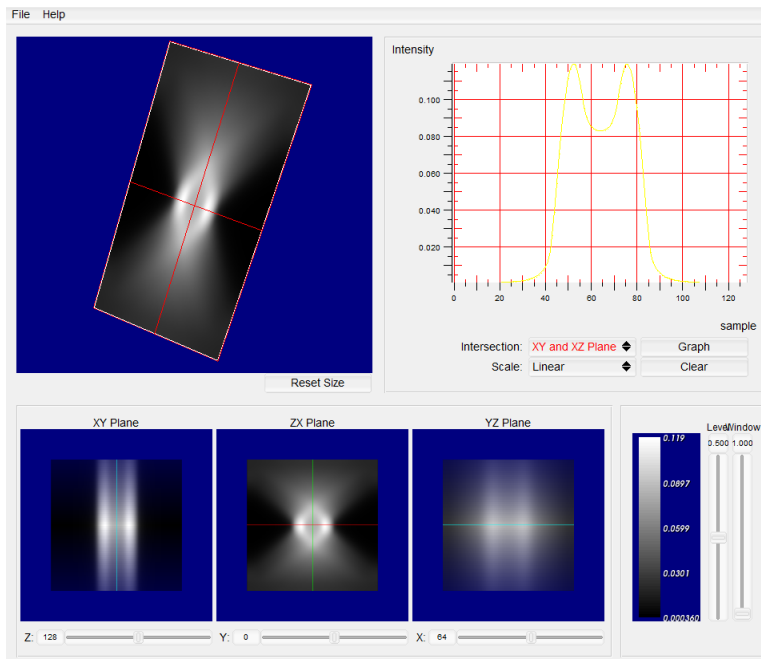 File Help
Intensity
0.100
0.080
0.060
0.040
0.020
0 20 40 60 80 100 120
sample
Intersection: XY and XZ Plane Graph
Scale: Linear Clear
Reset Size
XY Plane ZX Plane YZ Plane
Level Window
0.500 1.000
0.119
0.0897
0.0599
0.0301
0.000360
Z: 128 Y: 0 X: 64